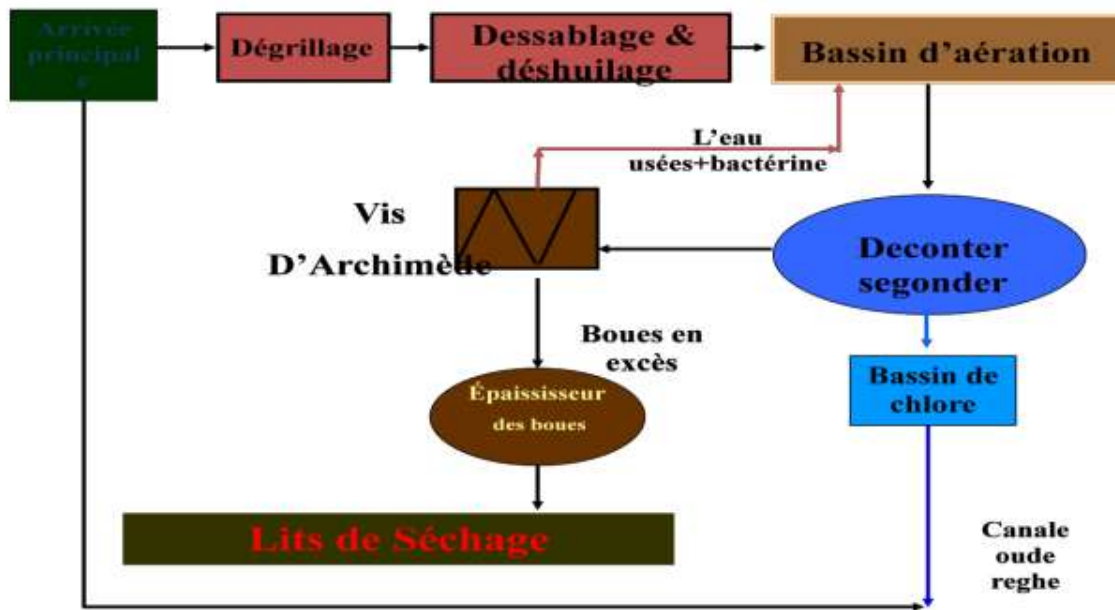 Arrivée
principal
e
Dégrillage
Dessablage &
déshuilage
Bassin d'aération
L'eau
usées+bactérine
Vis
D'Archimède
Deconter
segonder
Boues en
excès
Bassin de
chlore
Épaississeur
des boues
Lits de Séchage
Canale
oude
reghe